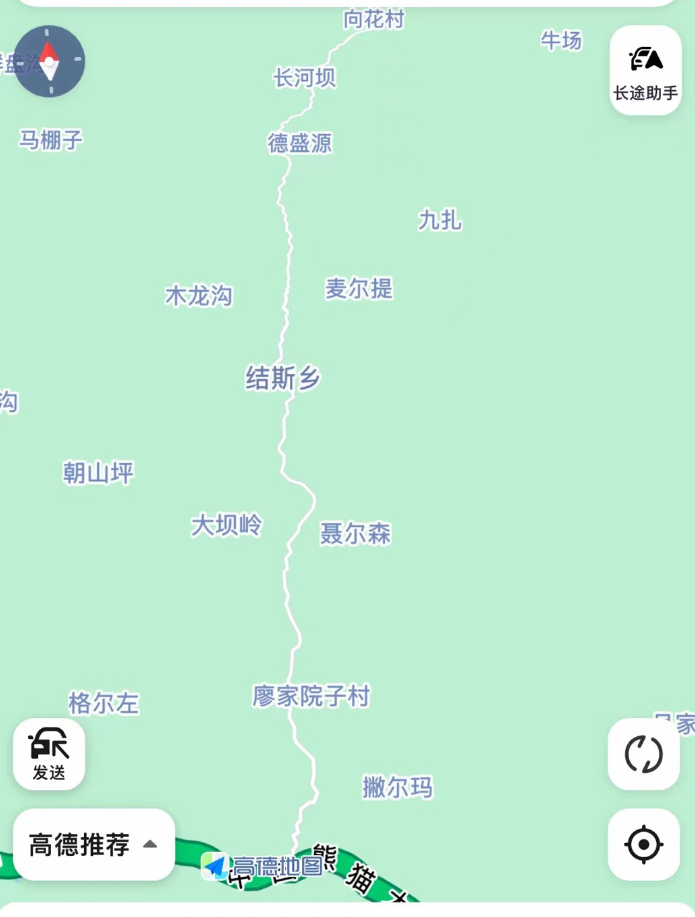 向花村
牛场
长河坝
长途助手
马棚子
德盛源
九扎
木龙沟
麦尔提
结斯乡
沟
朝山坪
大坝岭
聂尔森
廖家院子村
格尔左
家
发送
撇尔玛
高德推荐
高德地图
熊
猫